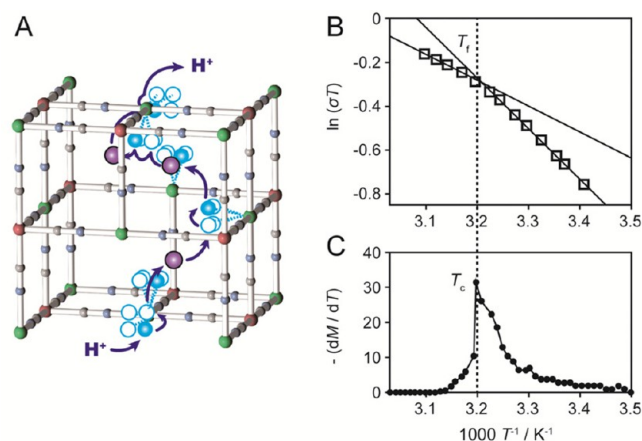 A
H⁺
H⁺
B
0
-0.2
-0.4
-0.6
-0.8
ln (σT)
T_f
3.1 3.2 3.3 3.4 3.5
C
- (dM / dT)
40
30
20
10
0
T_c
3.1 3.2 3.3 3.4 3.5
1000 T⁻¹ / K⁻¹